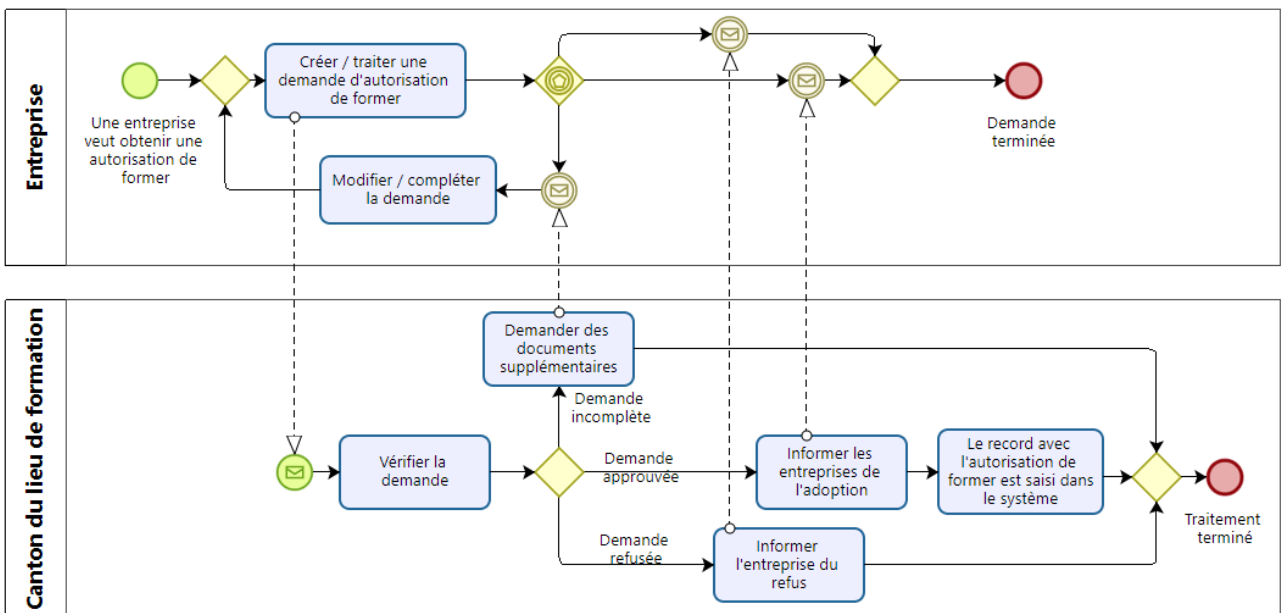 Entreprise
Créer / traiter une
demande d'autorisation
de former
Une entreprise
veut obtenir une
autorisation de
former
Modifier / compléter
la demande
Demande
terminée
Canton du lieu de formation
Demander des
documents
supplémentaires
Demande
incomplète
Vérifier la
demande
Demande
approuvée
Informer les
entreprises de
l'adoption
Le record avec
l'autorisation de
former est saisi dans
le système
Demande
refusée
Informer
l'entreprise du
refus
Traitement
terminé